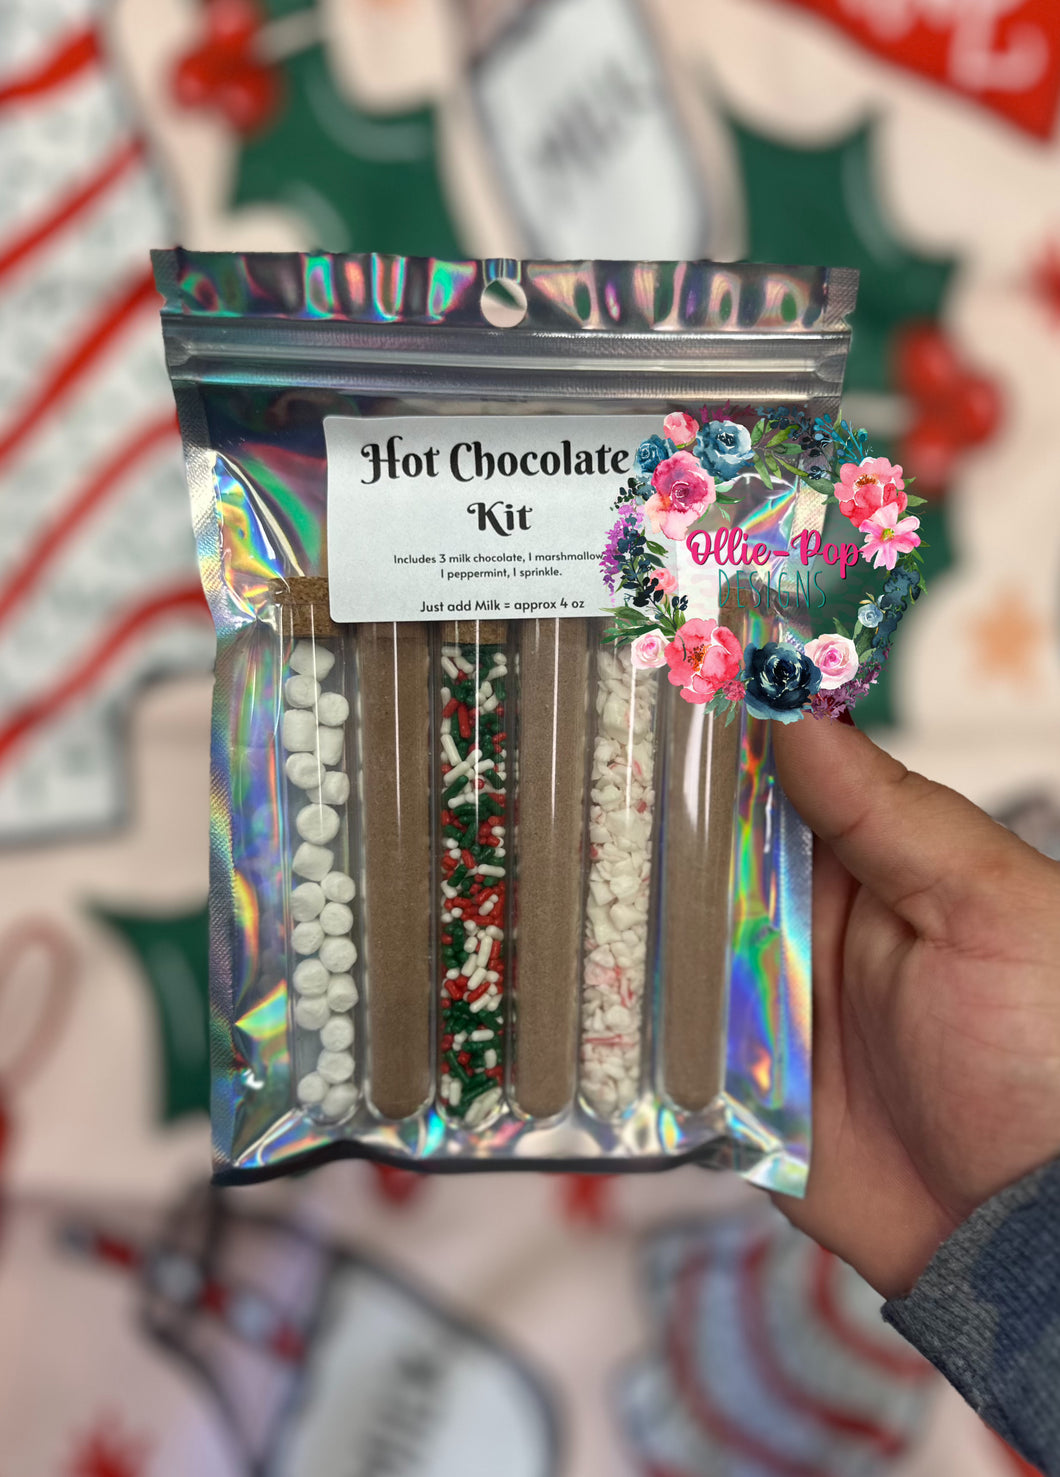 Hot Chocolate
Kit
Includes 3 milk chocolate, 1 marshmallow
1 peppermint, 1 sprinkle.
Just add Milk = approx 4 oz
Ollie-Pop
DESIGNS